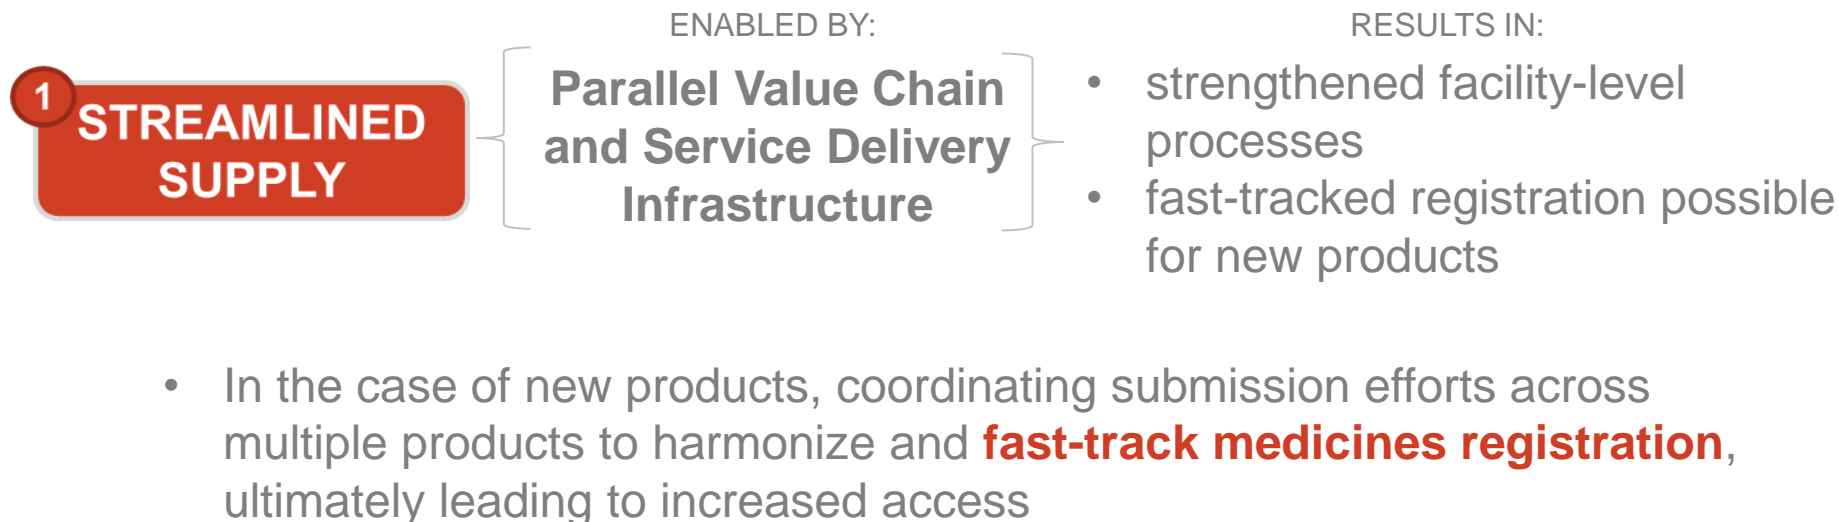 ENABLED BY:
RESULTS IN:
1
STREAMLINED
SUPPLY
Parallel Value Chain
and Service Delivery
Infrastructure
• strengthened facility-level
processes
• fast-tracked registration possible
for new products
• In the case of new products, coordinating submission efforts across
multiple products to harmonize and fast-track medicines registration,
ultimately leading to increased access